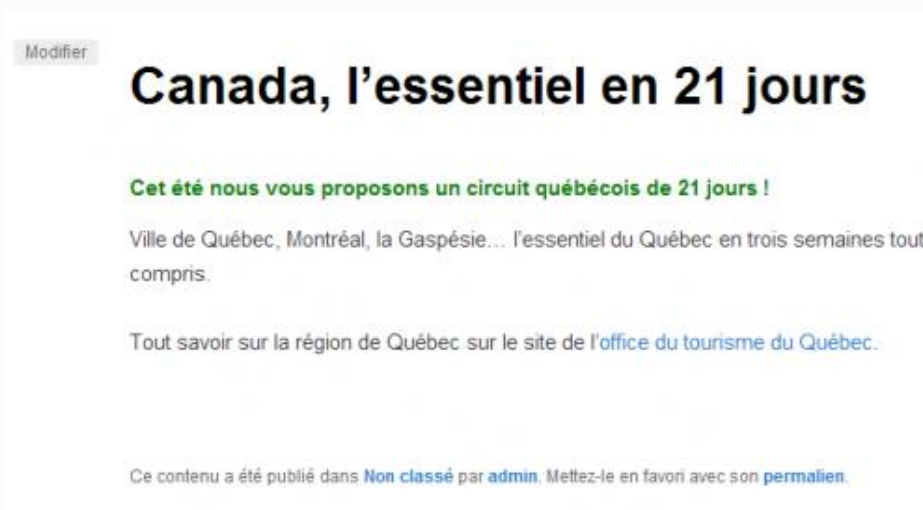 Modifier
Canada, l’essentiel en 21 jours
Cet été nous vous proposons un circuit québécois de 21 jours !
Ville de Québec, Montréal, la Gaspésie… l’essentiel du Québec en trois semaines tout
compris.
Tout savoir sur la région de Québec sur le site de l’office du tourisme du Québec.
Ce contenu a été publié dans Non classé par admin. Mettez-le en favori avec son permalien.